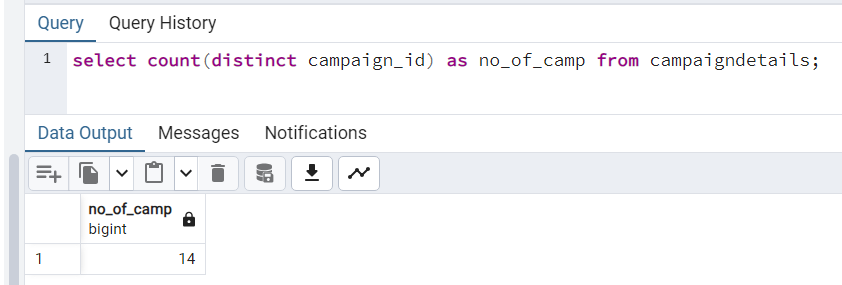 Query Query History
1 select count(distinct campaign_id) as no_of_camp from campaigndetails;
Data Output Messages Notifications
no_of_camp
bigint
1 14